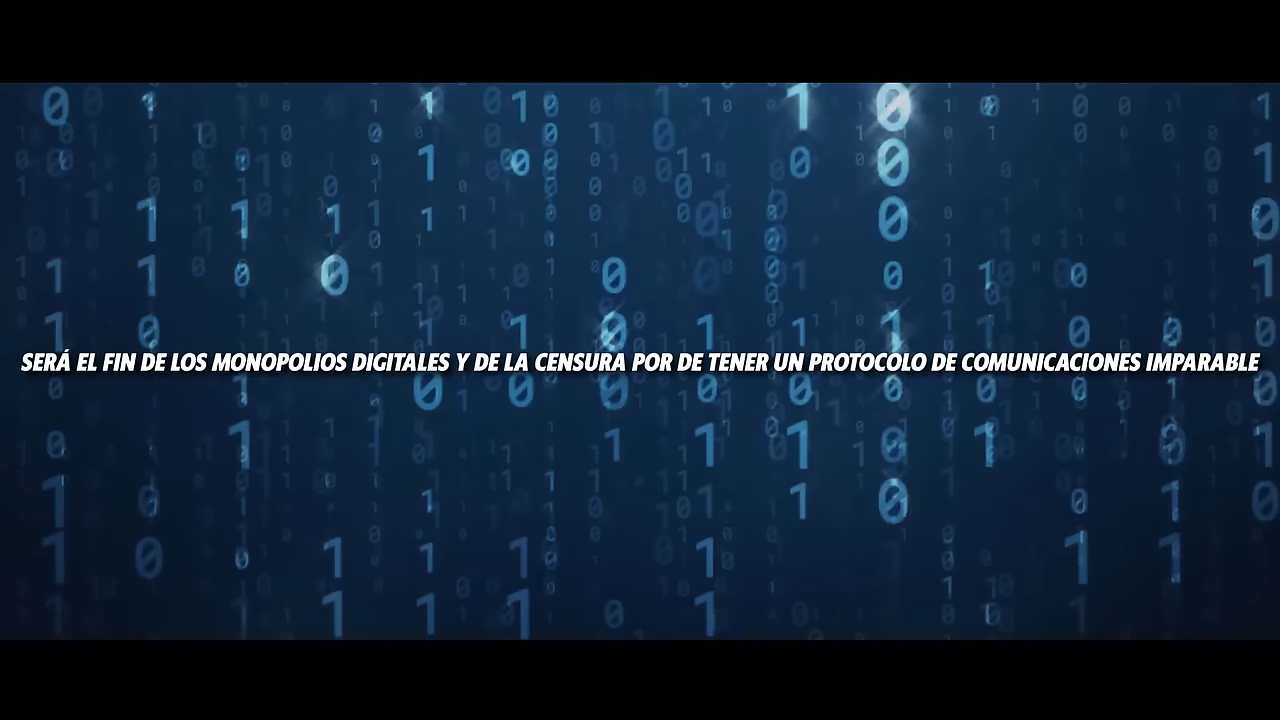 SERÁ EL FIN DE LOS MONOPOLIOS DIGITALES Y DE LA CENSURA POR DE TENER UN PROTOCOLO DE COMUNICACIONES IMPARABLE